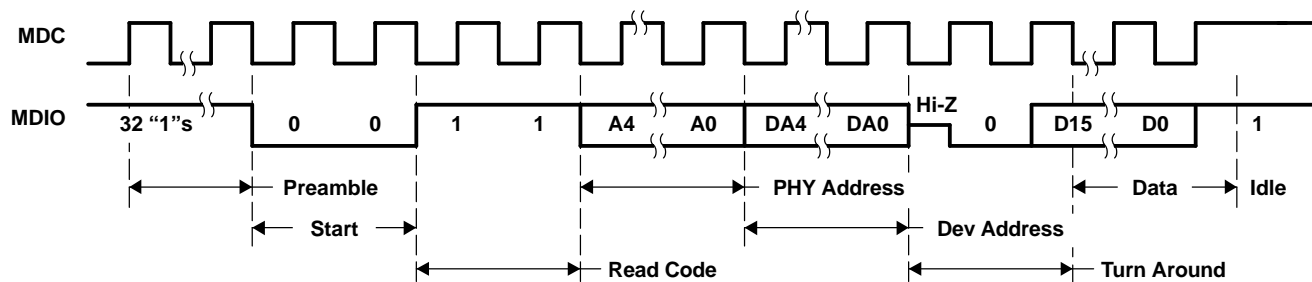 MDC
MDIO
32 “1”s 0 0 1 1 A4 A0 DA4 DA0 Hi-Z 0 D15 D0 1
Preamble PHY Address Data Idle
Start Dev Address
Read Code Turn Around